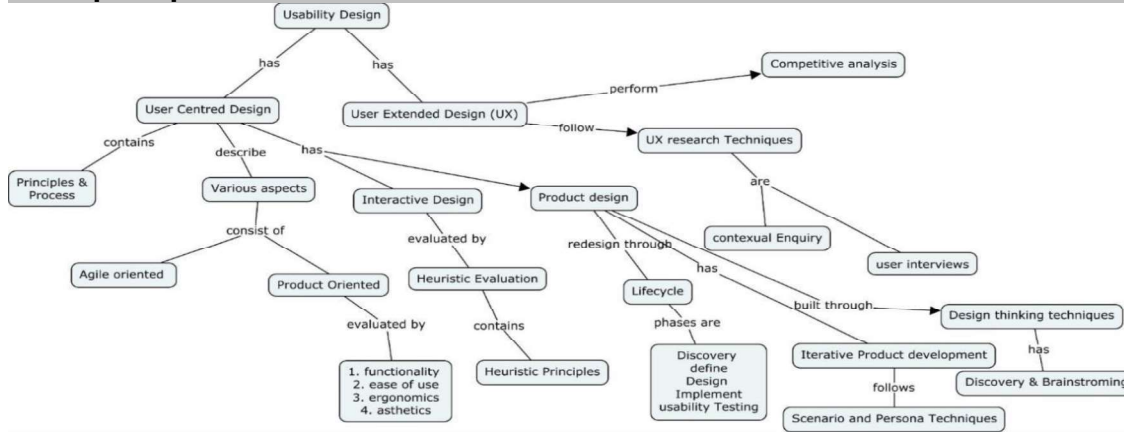 Usability Design
has
has
Competitive analysis
perform
User Centred Design
User Extended Design (UX)
follow
UX research Techniques
contains
describe
has
are
Principles &
Process
Various aspects
Interactive Design
Product design
consist of
evaluated by
redesign through
contexual Enquiry
has
user interviews
Agile oriented
Product Oriented
Heuristic Evaluation
Lifecycle
built through
Design thinking techniques
evaluated by
contains
phases are
has
1. functionality
2. ease of use
3. ergonomics
4. asthetics
Heuristic Principles
Discovery
define
Design
Implement
usability Testing
Iterative Product development
follows
Discovery & Brainstroming
Scenario and Persona Techniques